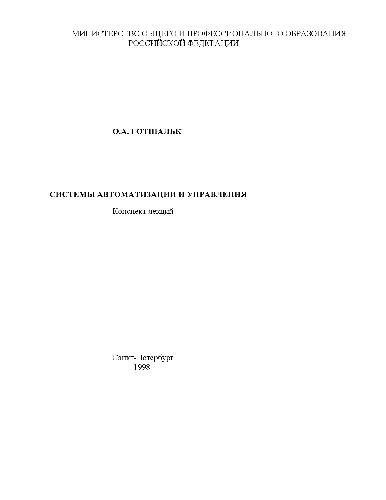 МИНИСТЕРСТВО ОБЩЕГО И ПРОФЕССИОНАЛЬНОГО ОБРАЗОВАНИЯ
РОССИЙСКОЙ ФЕДЕРАЦИИ
О.А. ГОТШАЛЬК
СИСТЕМЫ АВТОМАТИЗАЦИИ И УПРАВЛЕНИЯ
Конспект лекций
Санкт-Петербург
1998